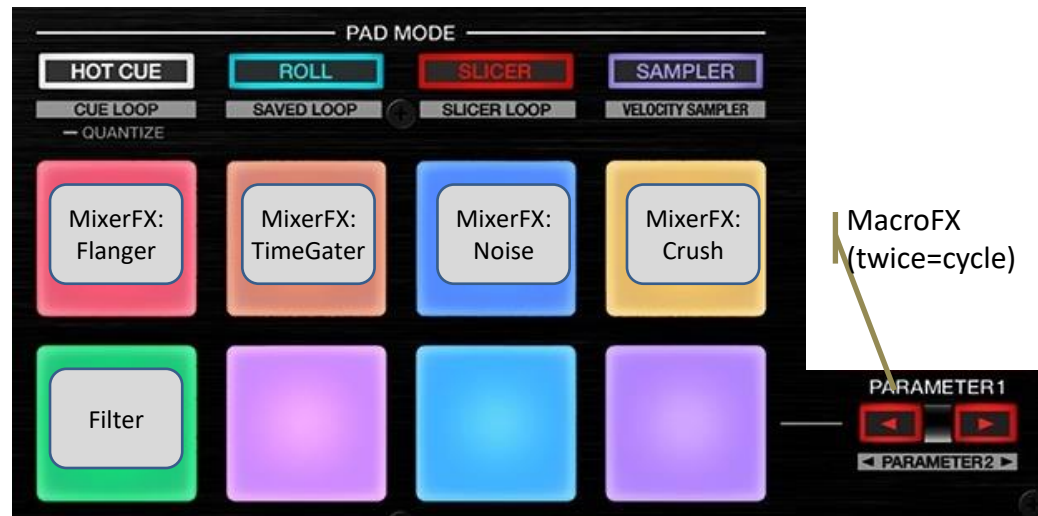 PAD MODE
HOT CUE
ROLL
SLICER
SAMPLER
CUE LOOP
SAVED LOOP
SLICER LOOP
VELOCITY SAMPLER
— QUANTIZE
MixerFX:
Flanger
MixerFX:
TimeGater
MixerFX:
Noise
MixerFX:
Crush
MacroFX
(twice=cycle)
Filter
PARAMETER1
◄ ►
◄ PARAMETER2 ►